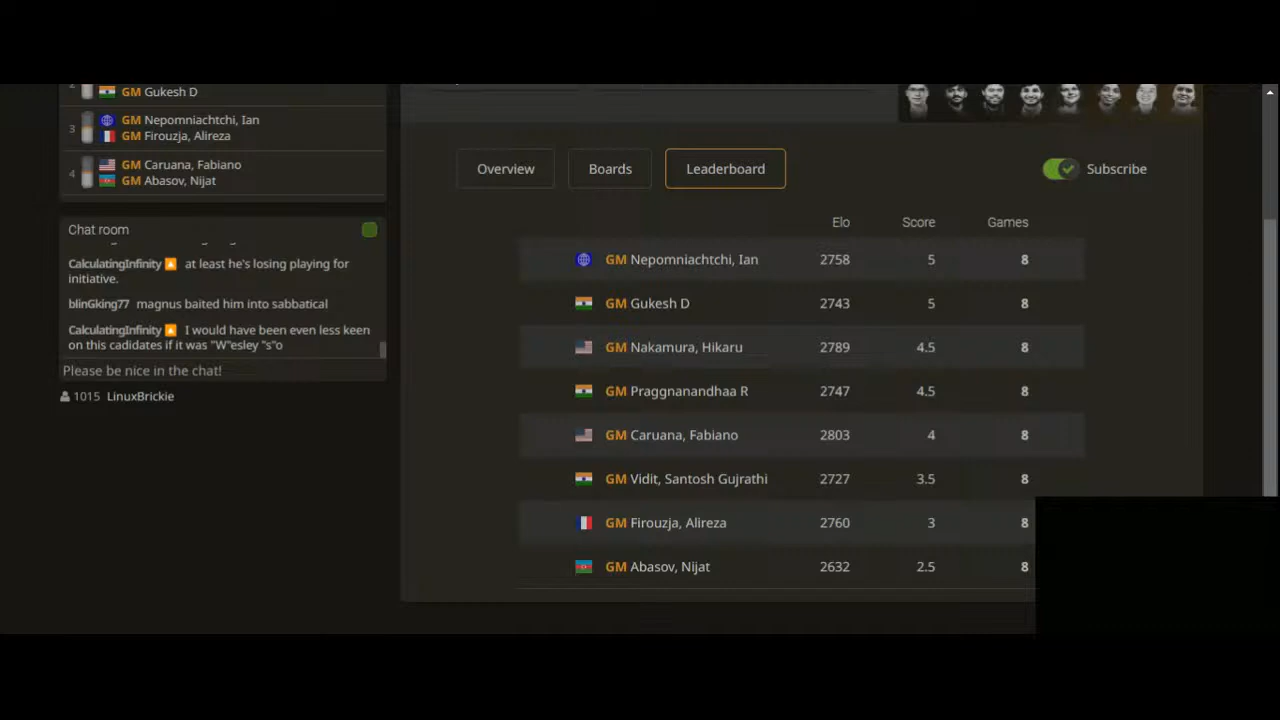 2
GM Gukesh D
3
GM Nepomniachtchi, Ian
GM Firouzja, Alireza
4
GM Caruana, Fabiano
GM Abasov, Nijat
Chat room
CalculatingInfinity at least he's losing playing for
initiative.
blinGking77 magnus baited him into sabbatical
CalculatingInfinity I would have been even less keen
on this cadidates if it was "W"esley "s"o
Please be nice in the chat!
1015 LinuxBrickie
Overview Boards Leaderboard Subscribe
Elo Score Games
GM Nepomniachtchi, Ian 2758 5 8
GM Gukesh D 2743 5 8
GM Nakamura, Hikaru 2789 4.5 8
GM Praggnanandhaa R 2747 4.5 8
GM Caruana, Fabiano 2803 4 8
GM Vidit, Santosh Gujrathi 2727 3.5 8
GM Firouzja, Alireza 2760 3 8
GM Abasov, Nijat 2632 2.5 8